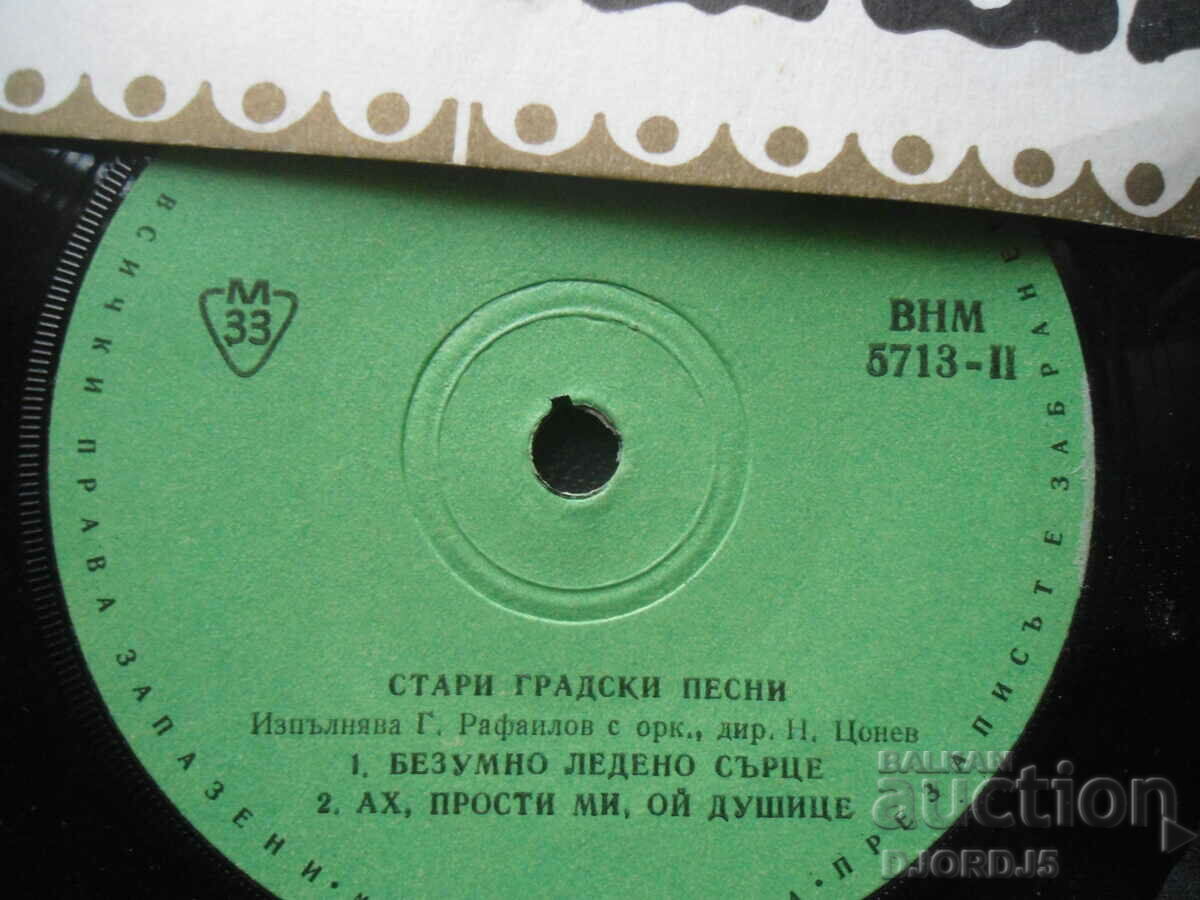 М
33
ВНМ
5713-II
СТАРИ ГРАДСКИ ПЕСНИ
Изпълнява Г. Рафаилов с орк., дир. Н. Цонев
1. БЕЗУМНО ЛЕДЕНО СЪРЦЕ
2. АХ, ПРОСТИ МИ, ОЙ ДУШИЦЕ
ВСИЧКИ ПРАВА ЗАПАЗЕНИ
ПРЕЗАПИСЪТ Е ЗАБРАНЕ
BALKAN
auction
DJORDJ5